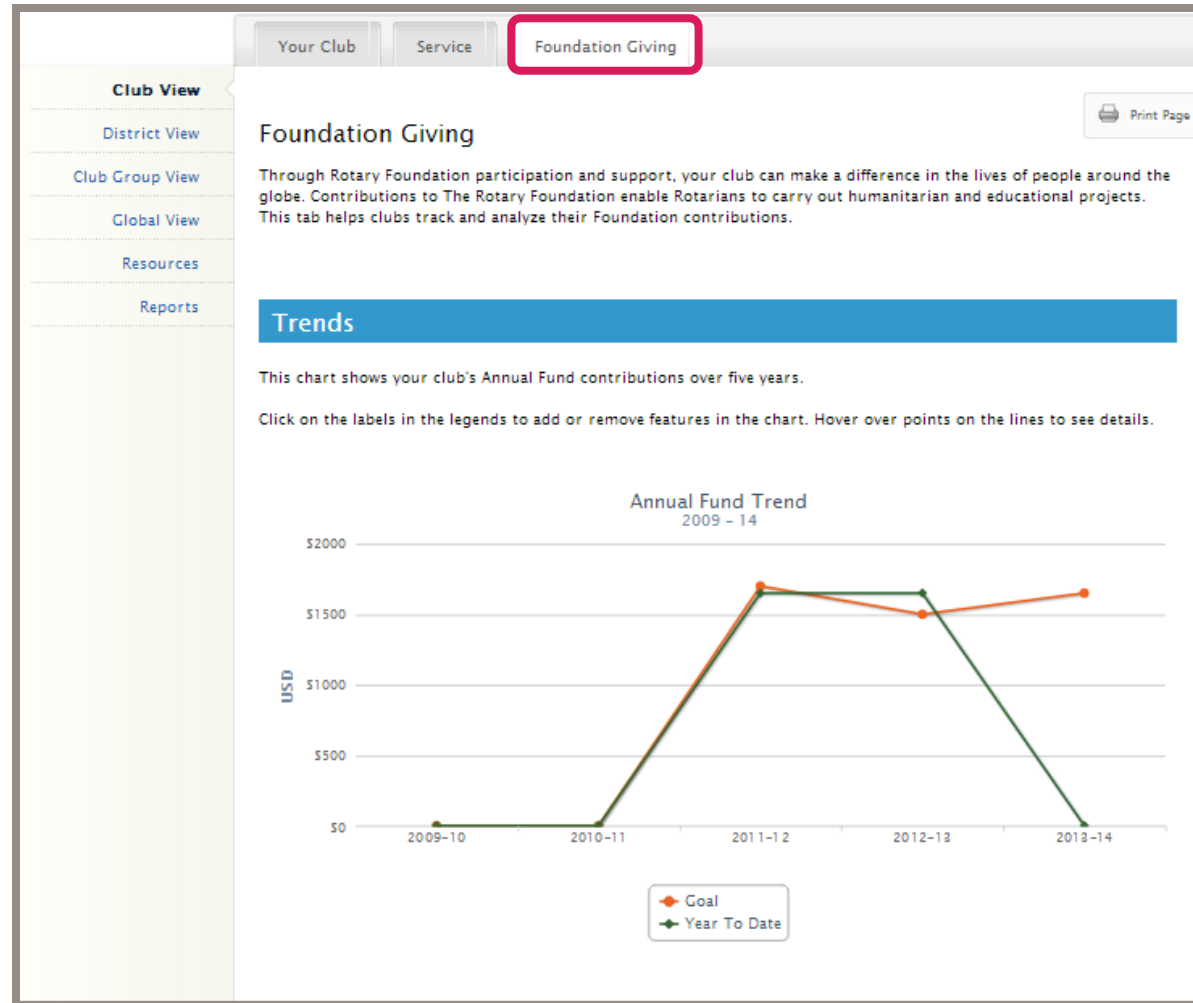 Your Club
Service
Foundation Giving
Club View
District View
Club Group View
Global View
Resources
Reports
Print Page
Foundation Giving
Through Rotary Foundation participation and support, your club can make a difference in the lives of people around the
globe. Contributions to The Rotary Foundation enable Rotarians to carry out humanitarian and educational projects.
This tab helps clubs track and analyze their Foundation contributions.
Trends
This chart shows your club's Annual Fund contributions over five years.
Click on the labels in the legends to add or remove features in the chart. Hover over points on the lines to see details.
Annual Fund Trend
2009 - 14
$2000
$1500
$1000
$500
$0
USD
2009-10
2010-11
2011-12
2012-13
2013-14
Goal
Year To Date